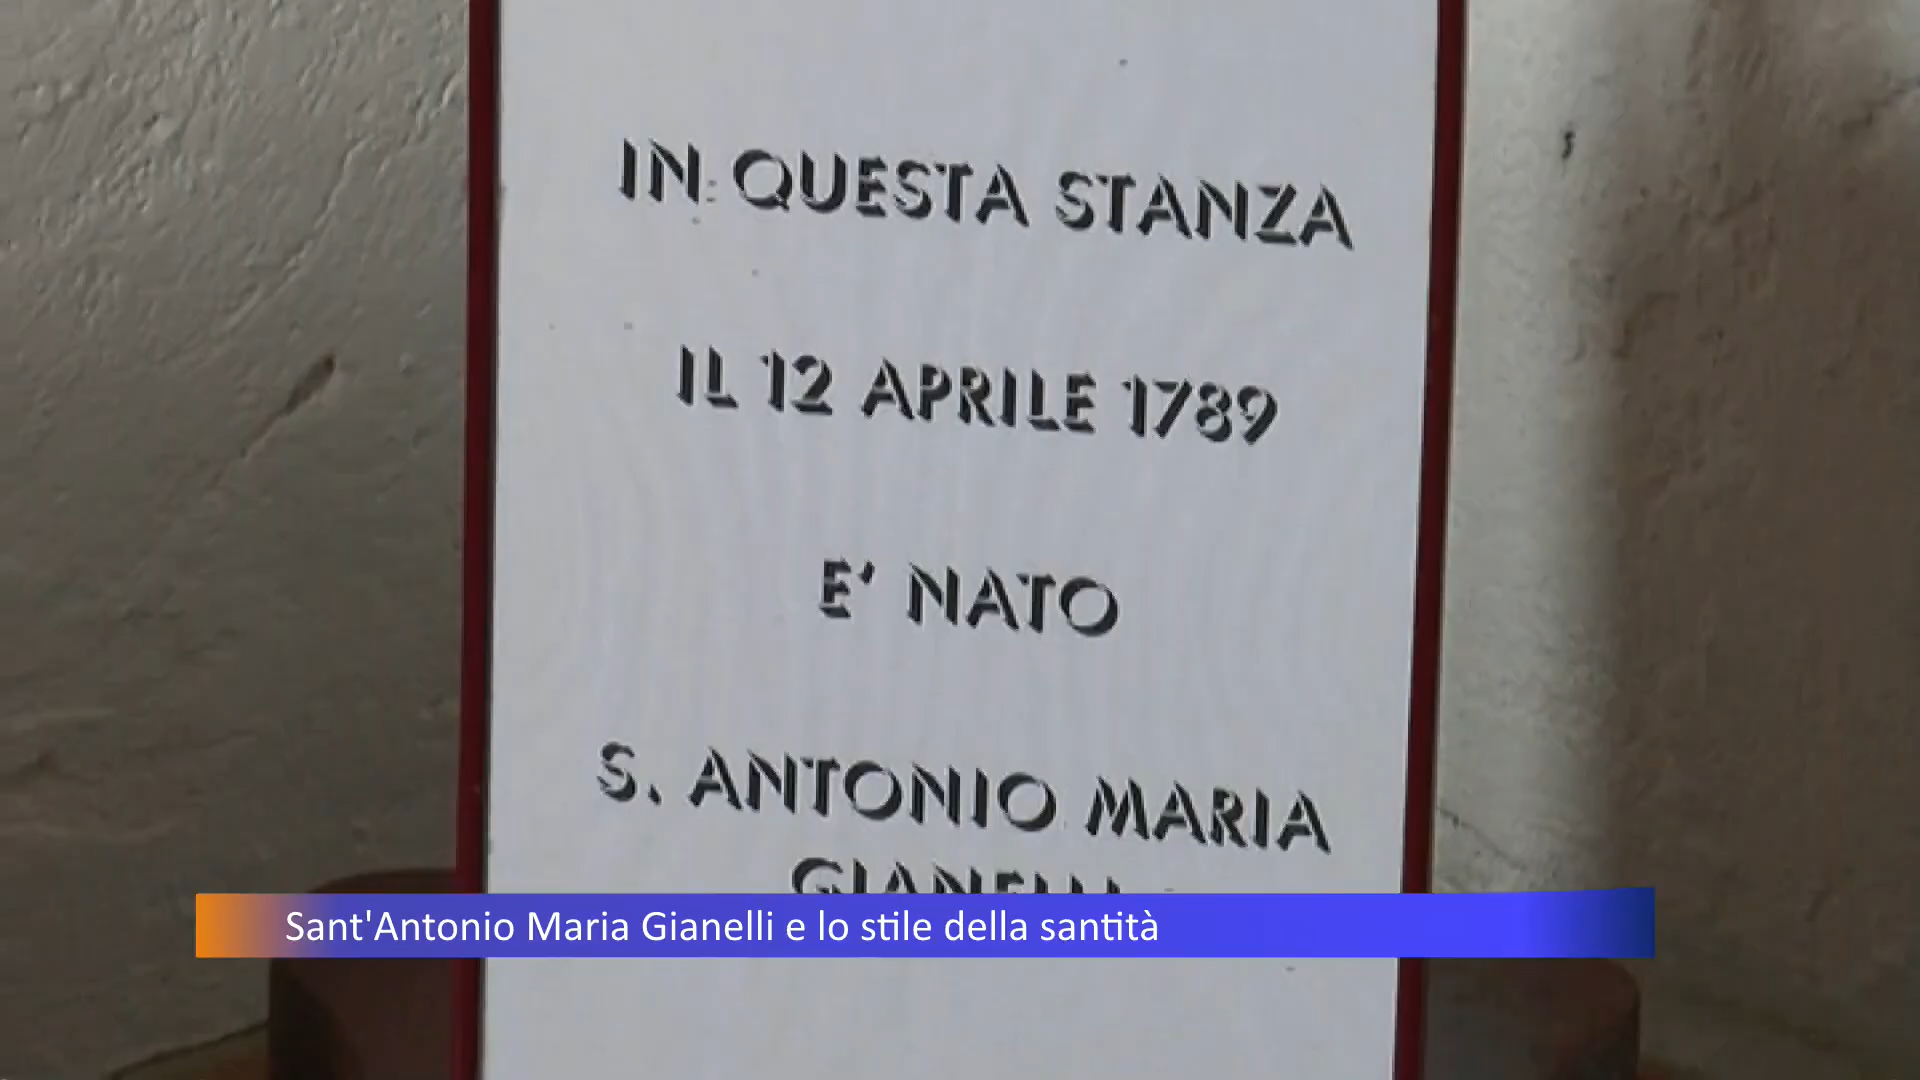 IN QUESTA STANZA
IL 12 APRILE 1789
E' NATO
S. ANTONIO MARIA
GIANELLI
Sant'Antonio Maria Gianelli e lo stile della santità